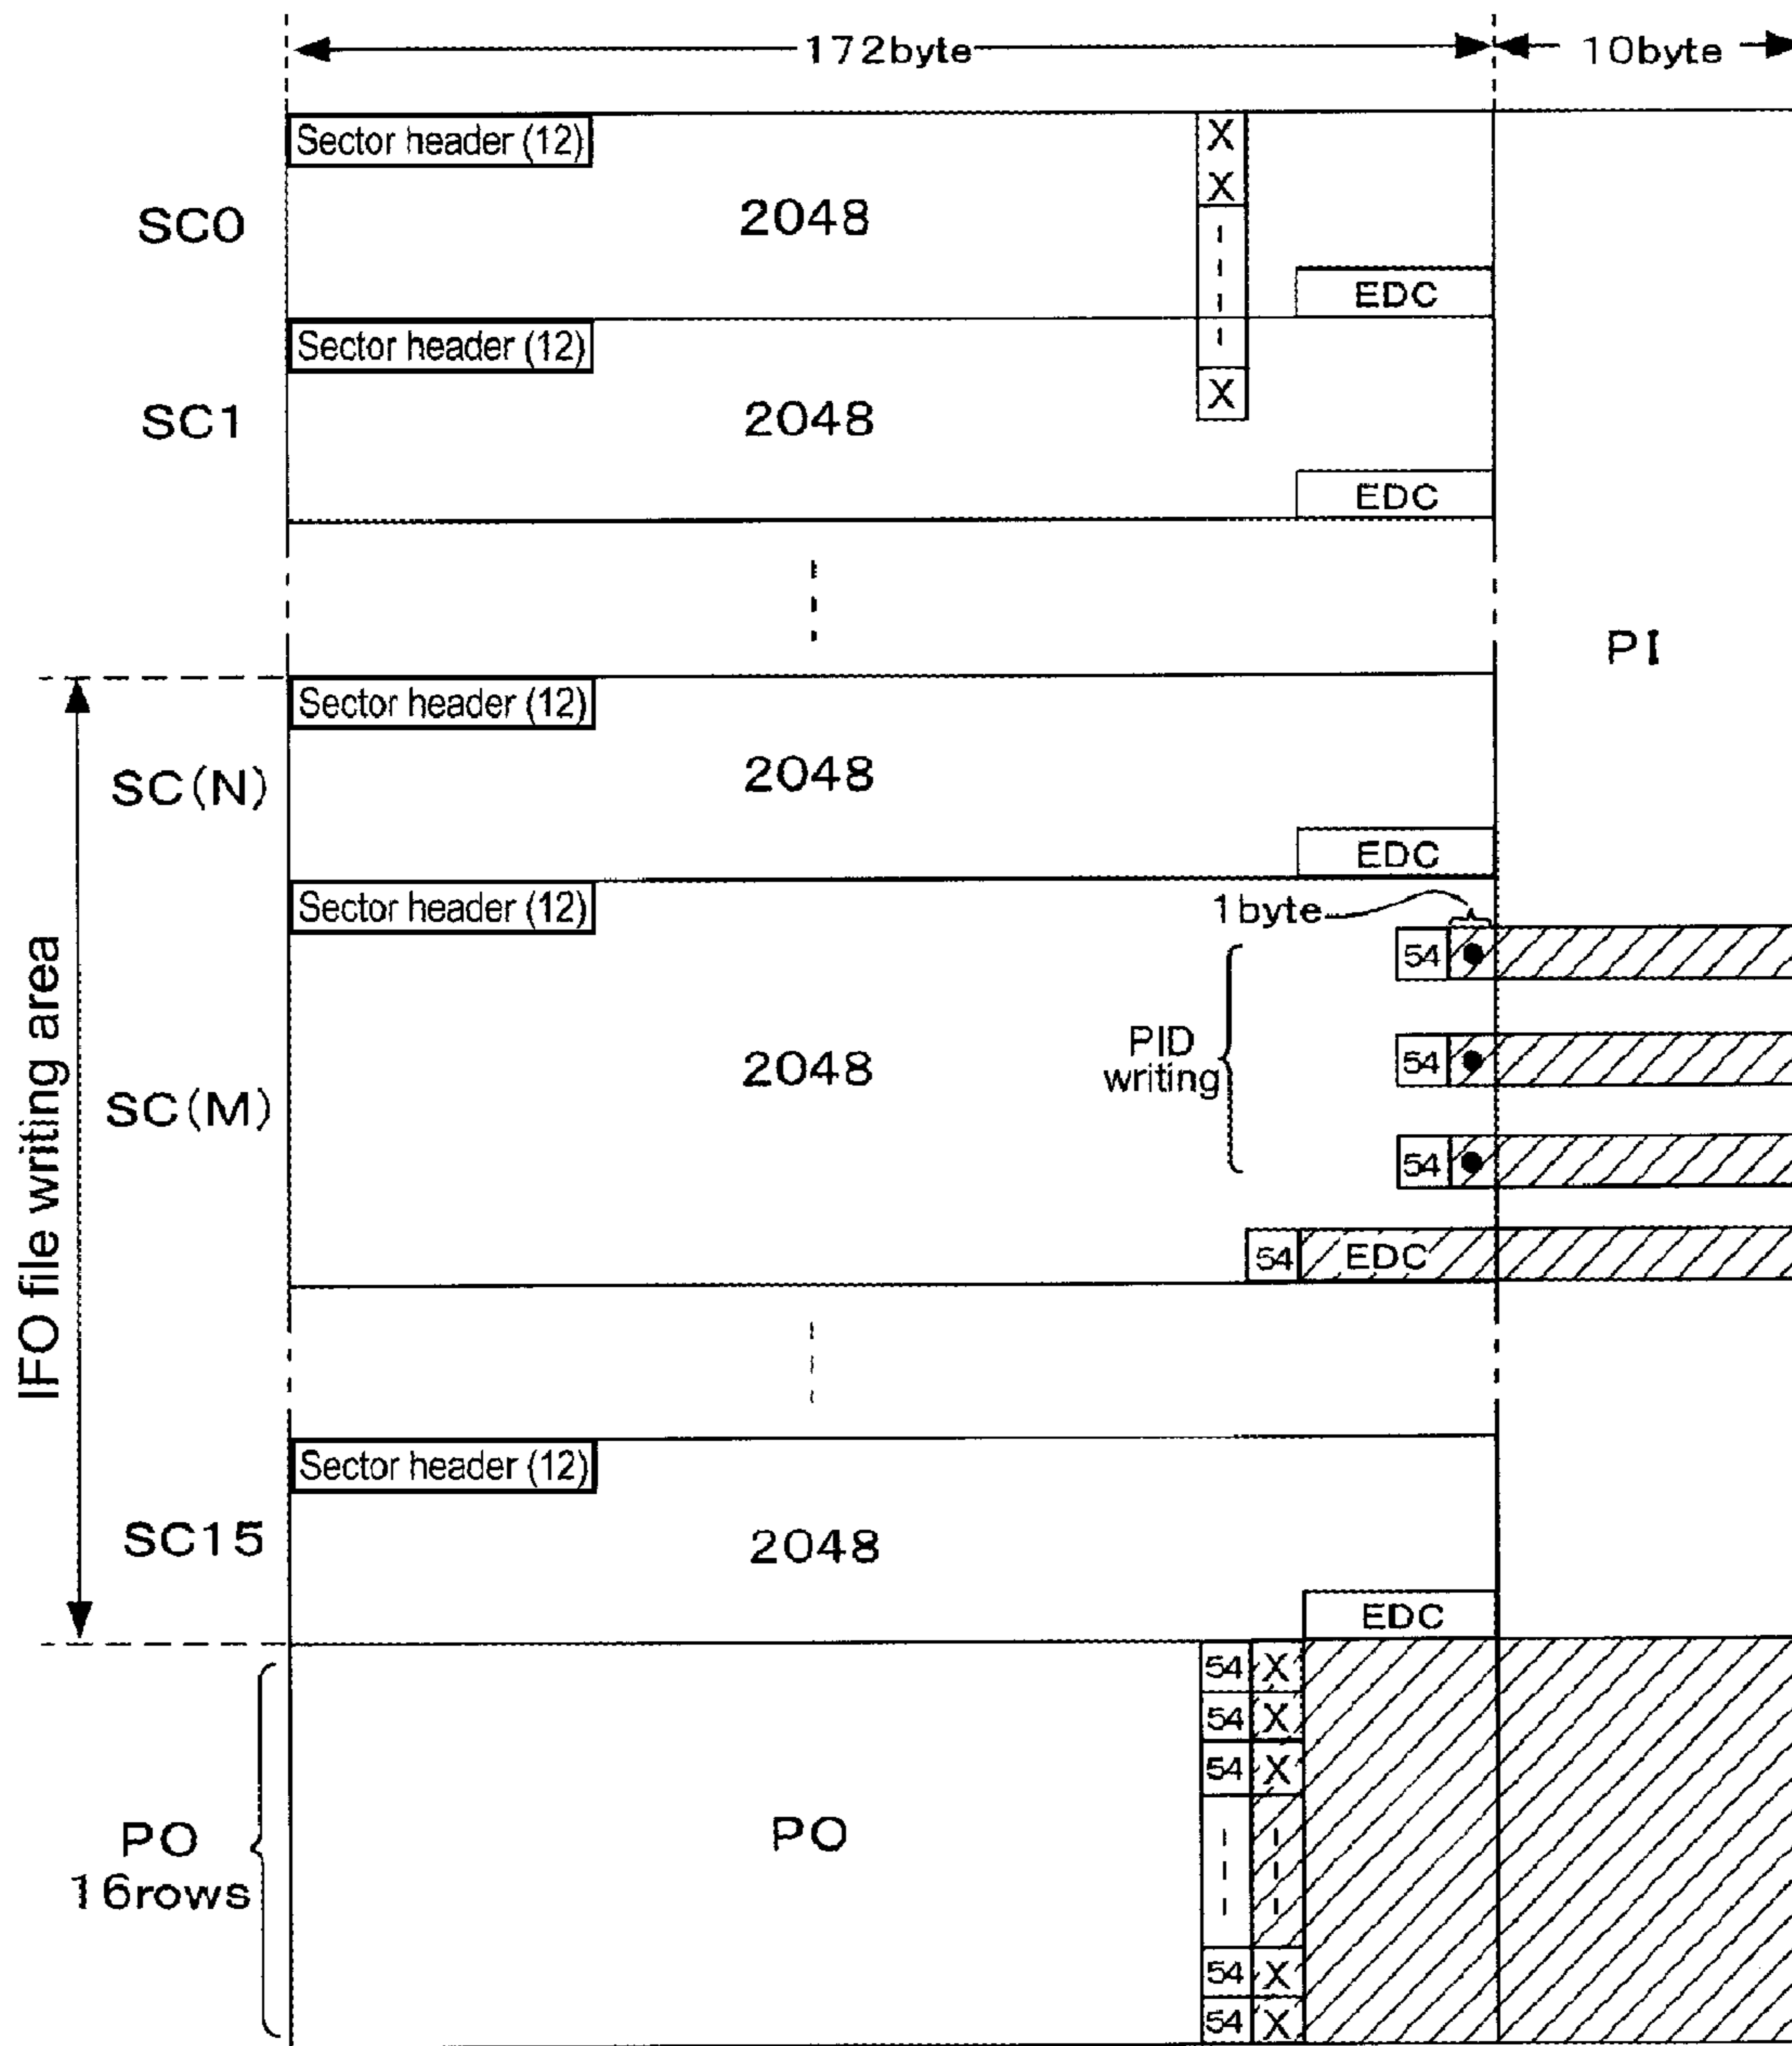 172byte 10byte
Sector header (12) X
X
SC0 2048
EDC
Sector header (12)
X
SC1 2048
EDC
PI
Sector header (12)
SC(N) 2048
EDC
Sector header (12)
1byte
54
PID
writing
54
SC(M) 2048
54
54 EDC
IFO file writing area
Sector header (12)
SC15 2048
EDC
54 X
54 X
54 X
PO
16rows
PO
54 X
54 X